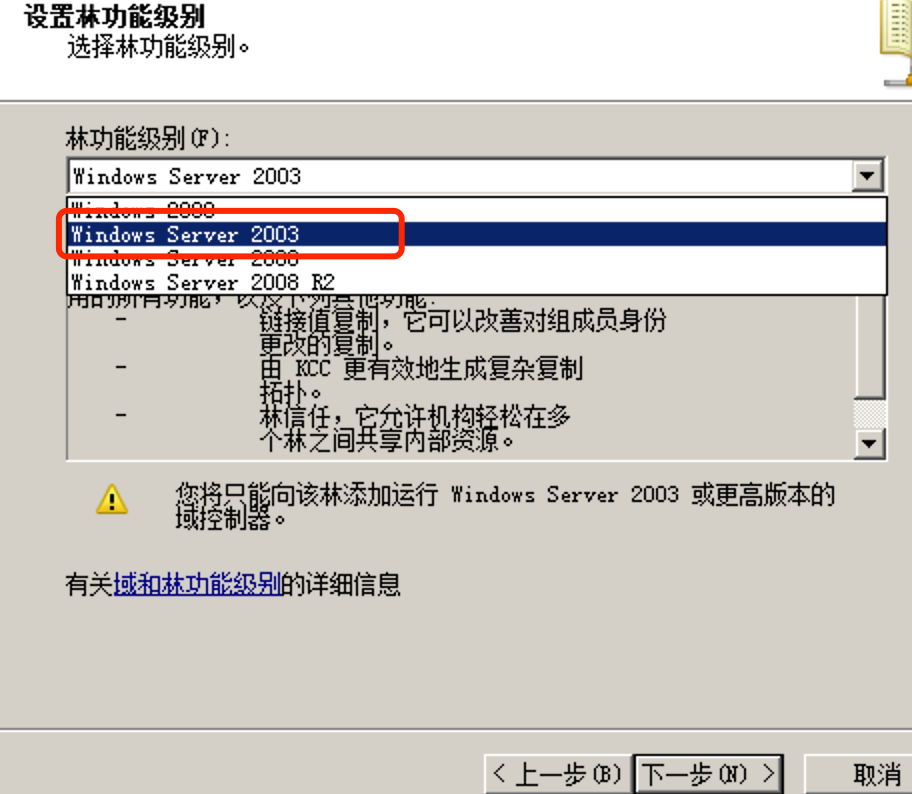 设置林功能级别
选择林功能级别。
林功能级别(F):
Windows Server 2003
Windows 2000
Windows Server 2003
Windows Server 2008
Windows Server 2008 R2
用的所有功能，以及下列其他功能:
- 链接值复制，它可以改善对组成员身份
更改的复制。
- 由 KCC 更有效地生成复杂复制
拓扑。
- 林信任，它允许机构轻松在多
个林之间共享内部资源。
您将只能向该林添加运行 Windows Server 2003 或更高版本的
域控制器。
有关域和林功能级别的详细信息
< 上一步(B)
下一步(N) >
取消